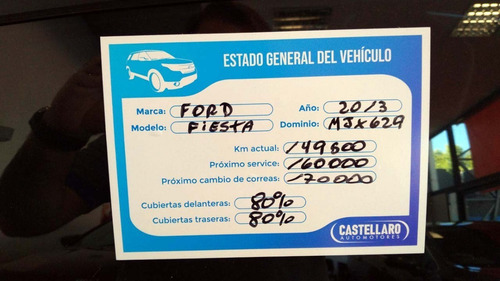 ESTADO GENERAL DEL VEHÍCULO
Marca: FORD Año: 2013
Modelo: FIESTA Dominio: MJX629
Km actual: 149800
Próximo service: 160000
Próximo cambio de correas: 170000
Cubiertas delanteras: 80%
Cubiertas traseras: 80%
CASTELLARO
AUTOMOTORES